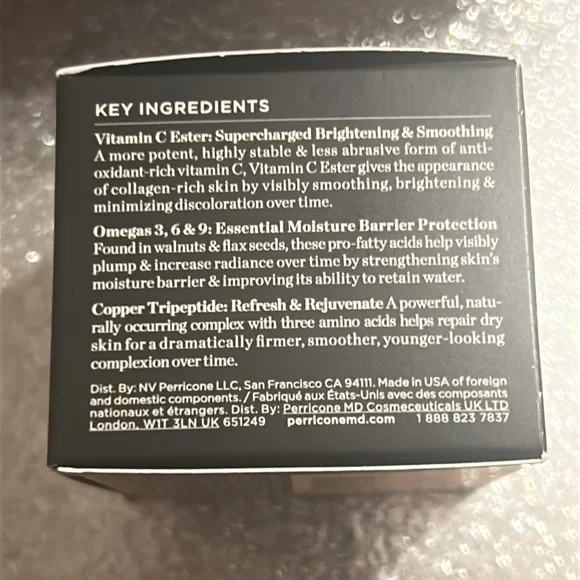 KEY INGREDIENTS
Vitamin C Ester: Supercharged Brightening & Smoothing
A more potent, highly stable & less abrasive form of anti-
oxidant-rich vitamin C, Vitamin C Ester gives the appearance
of collagen-rich skin by visibly smoothing, brightening &
minimizing discoloration over time.
Omegas 3, 6 & 9: Essential Moisture Barrier Protection
Found in walnuts & flax seeds, these pro-fatty acids help visibly
plump & increase radiance over time by strengthening skin's
moisture barrier & improving its ability to retain water.
Copper Tripeptide: Refresh & Rejuvenate A powerful, natu-
rally occurring complex with three amino acids helps repair dry
skin for a dramatically firmer, smoother, younger-looking
complexion over time.
Dist. By: NV Perricone LLC, San Francisco CA 94111. Made in USA of foreign
and domestic components. / Fabriqué aux États-Unis avec des composants
nationaux et étrangers. Dist. By: Perricone MD Cosmeceuticals UK LTD
London, W1T 3LN UK 651249 perriconemd.com 1 888 823 7837